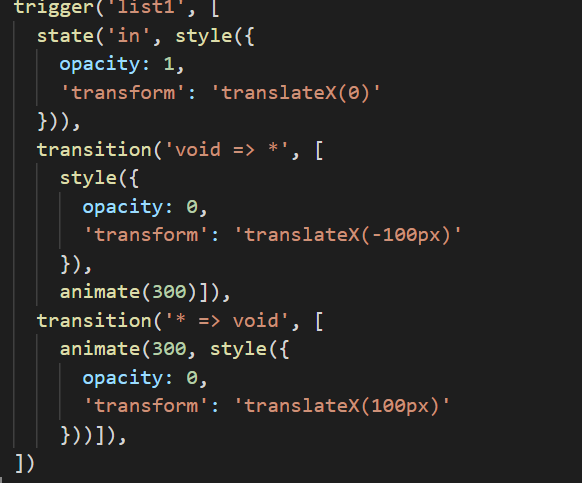 trigger('list1', [
  state('in', style({
    opacity: 1,
    'transform': 'translateX(0)'
  })),
  transition('void => *', [
    style({
      opacity: 0,
      'transform': 'translateX(-100px)'
    }),
    animate(300)]),
  transition('* => void', [
    animate(300, style({
      opacity: 0,
      'transform': 'translateX(100px)'
    }))]),
])